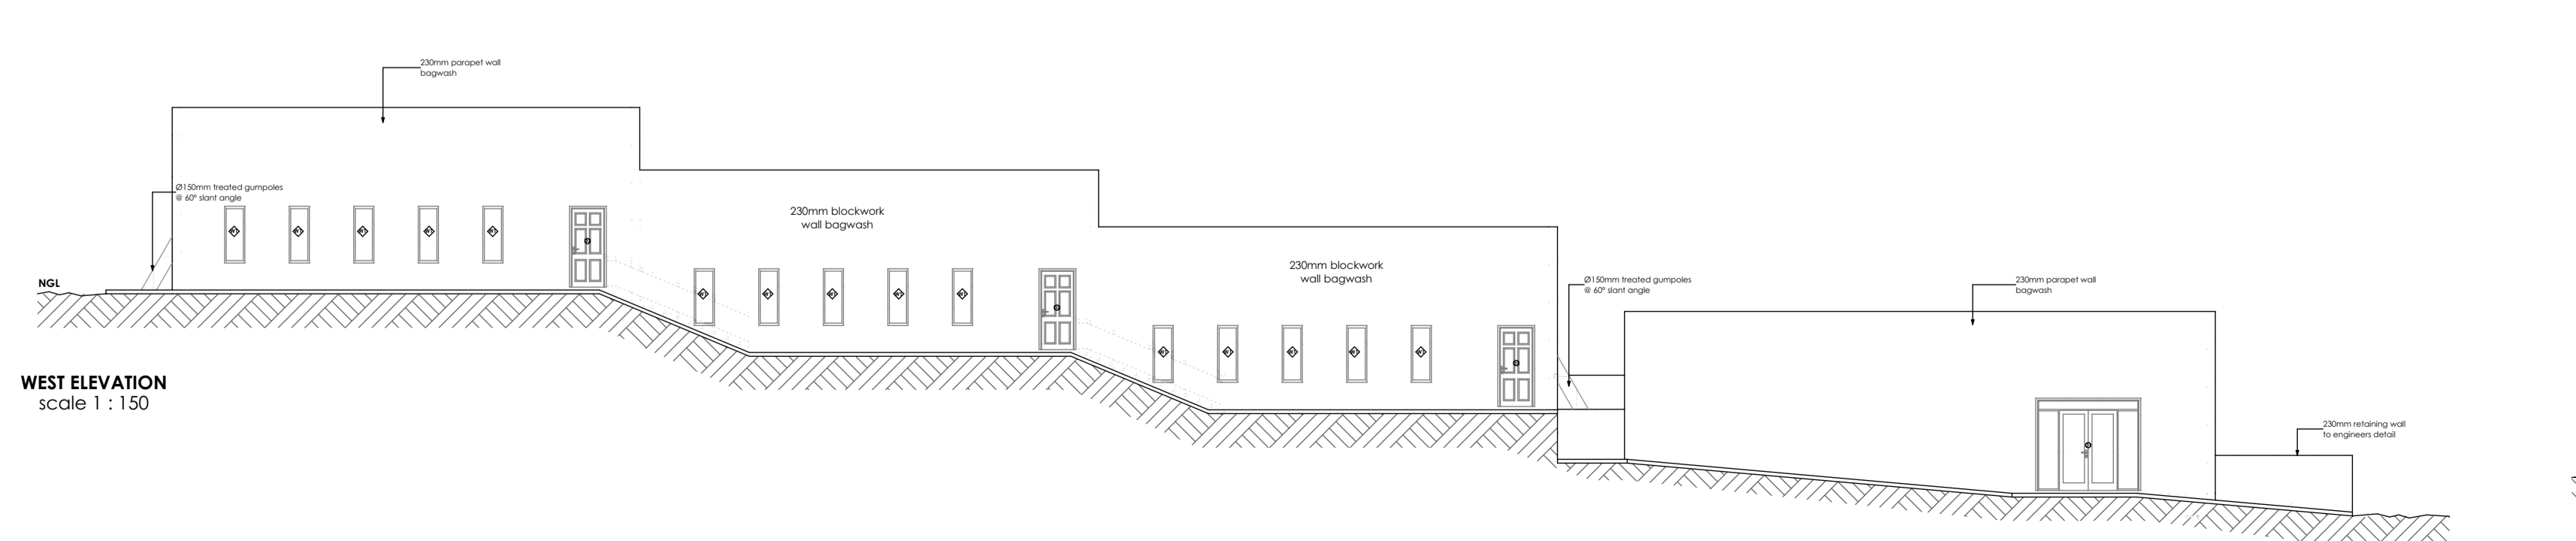 230mm parapet wall
bagwash
Ø150mm treated gumpoles
@ 60° slant angle
230mm blockwork
wall bagwash
230mm blockwork
wall bagwash
NGL
Ø150mm treated gumpoles
@ 60° slant angle
230mm parapet wall
bagwash
WEST ELEVATION
scale 1 : 150
230mm retaining wall
to engineers detail